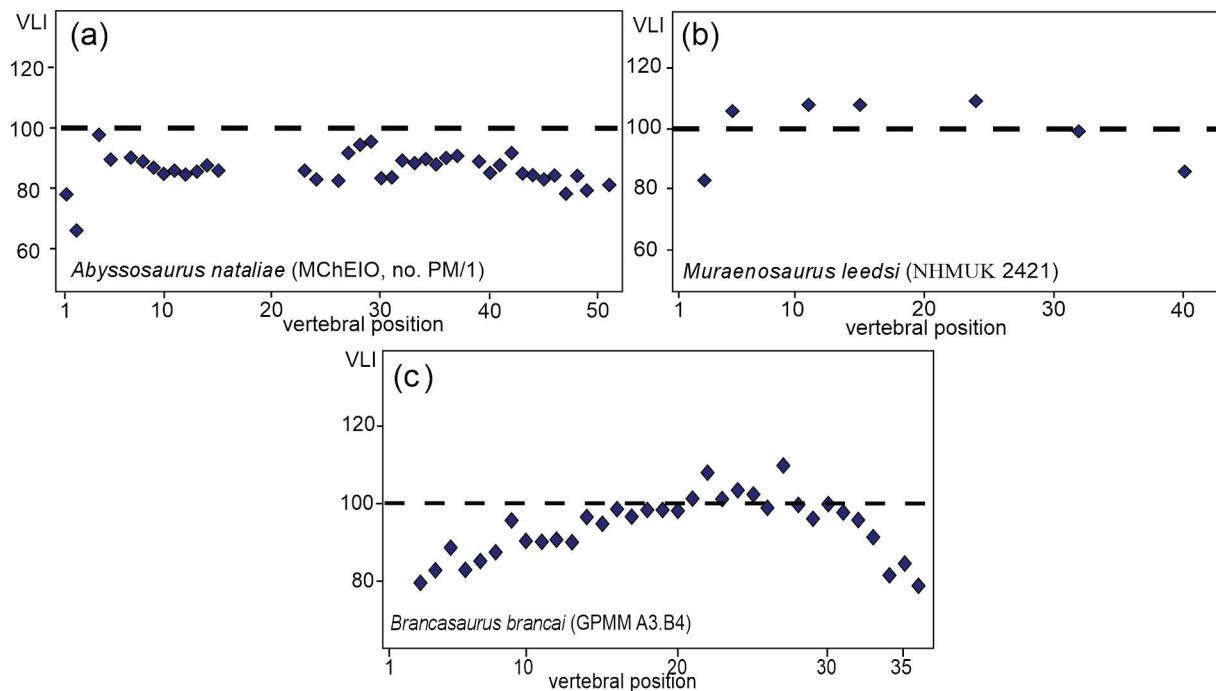 VLI
(a)
120
100
80
60
Abyssosaurus nataliae (MChEIO, no. PM/1)
1 10 20 30 40 50
vertebral position
VLI
(b)
120
100
80
60
Muraenosaurus leedsi (NHMUK 2421)
1 10 20 30 40
vertebral position
VLI
(c)
120
100
80
Brancasaurus brancai (GPMM A3.B4)
1 10 20 30 35
vertebral position